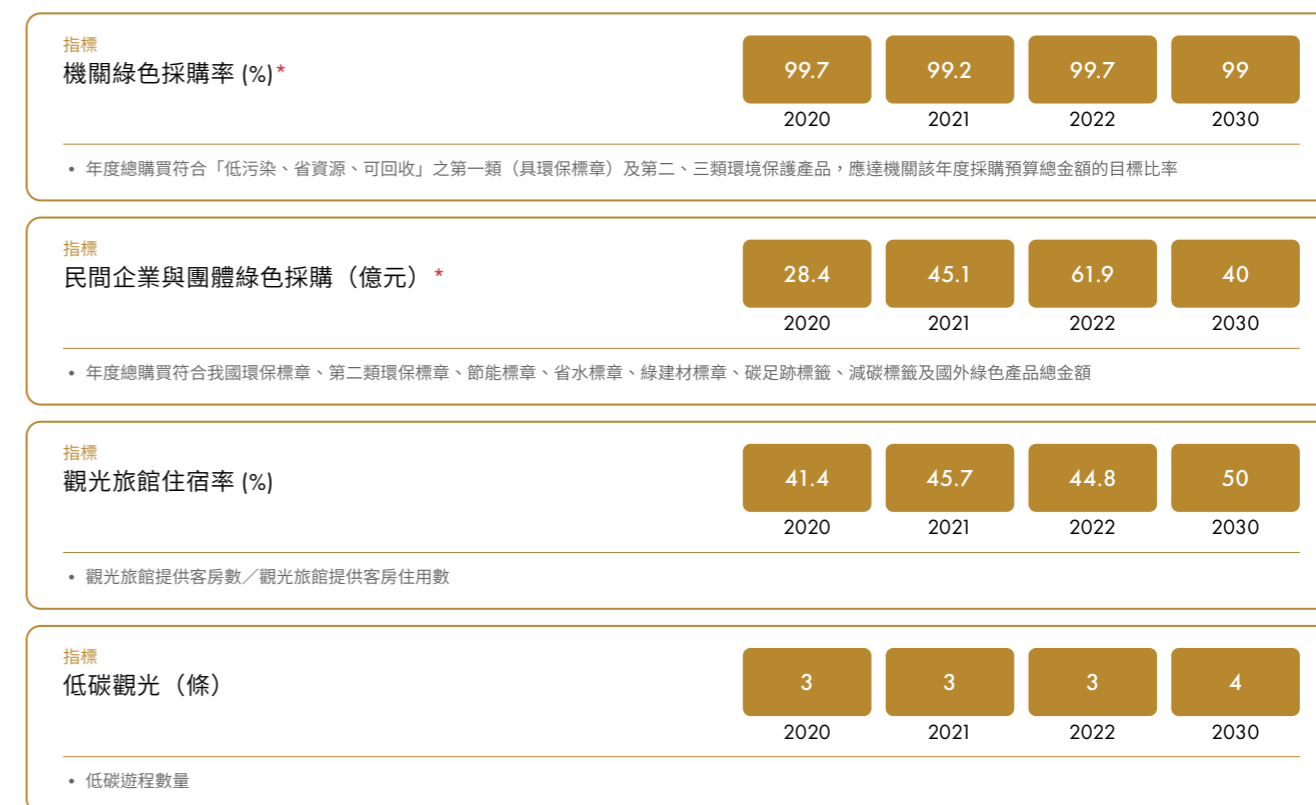 指標
機關綠色採購率 (%)*
99.7 99.2 99.7 99
2020 2021 2022 2030
• 年度總購買符合「低污染、省資源、可回收」之第一類（具環保標章）及第二、三類環境保護產品，應達機關該年度採購預算總金額的目標比率
指標
民間企業與團體綠色採購（億元）*
28.4 45.1 61.9 40
2020 2021 2022 2030
• 年度總購買符合我國環保標章、第二類環保標章、節能標章、省水標章、綠建材標章、碳足跡標籤、減碳標籤及國外綠色產品總金額
指標
觀光旅館住宿率 (%)
41.4 45.7 44.8 50
2020 2021 2022 2030
• 觀光旅館提供客房數／觀光旅館提供客房住用數
指標
低碳觀光（條）
3 3 3 4
2020 2021 2022 2030
• 低碳遊程數量